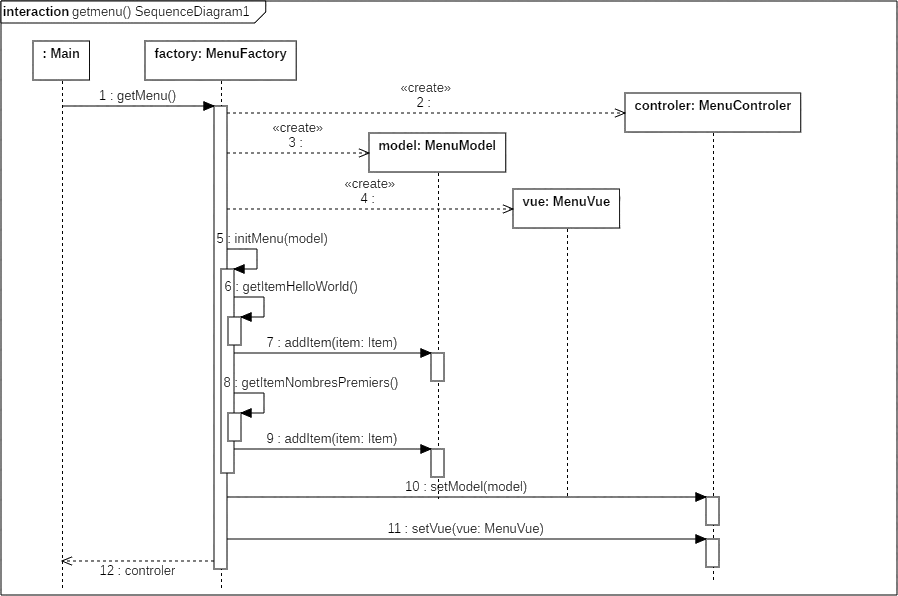 interaction getmenu() SequenceDiagram1
: Main
factory: MenuFactory
1 : getMenu()
«create»
2 :
controler: MenuControler
«create»
3 :
model: MenuModel
«create»
4 :
vue: MenuVue
5 : initMenu(model)
6 : getItemHelloWorld()
7 : addItem(item: Item)
8 : getItemNombresPremiers()
9 : addItem(item: Item)
10 : setModel(model)
11 : setVue(vue: MenuVue)
12 : controler